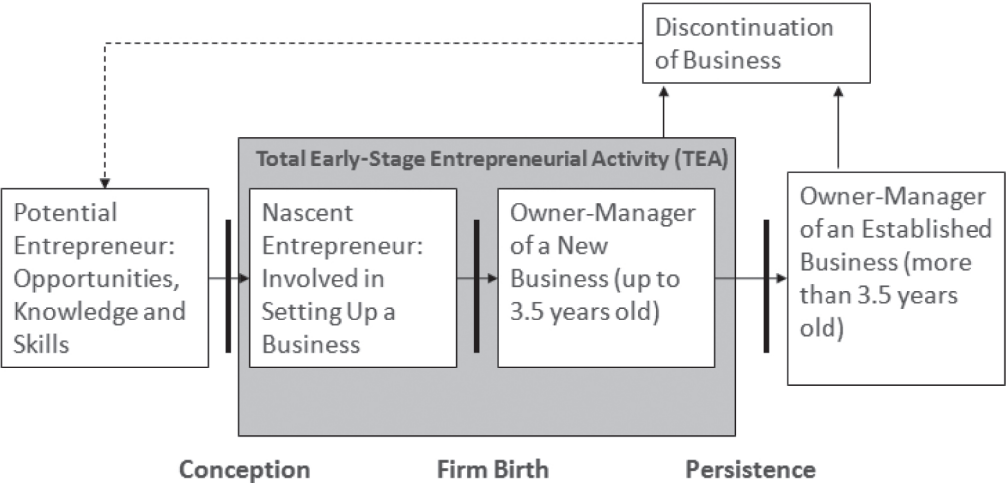 Discontinuation
of Business
Total Early-Stage Entrepreneurial Activity (TEA)
Potential
Entrepreneur:
Opportunities,
Knowledge and
Skills
Nascent
Entrepreneur:
Involved in
Setting Up a
Business
Owner-Manager
of a New
Business (up to
3.5 years old)
Owner-Manager
of an Established
Business (more
than 3.5 years
old)
Conception
Firm Birth
Persistence